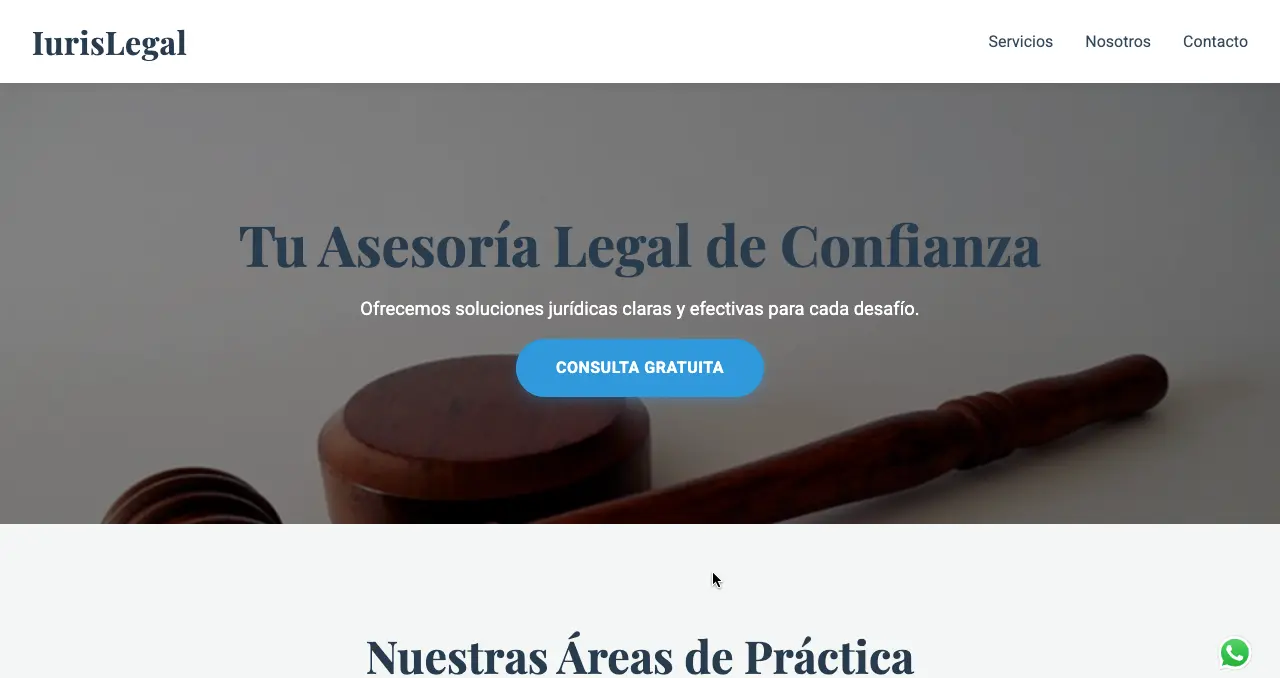 IurisLegal
Servicios Nosotros Contacto
Tu Asesoría Legal de Confianza
Ofrecemos soluciones jurídicas claras y efectivas para cada desafío.
CONSULTA GRATUITA
Nuestras Áreas de Práctica